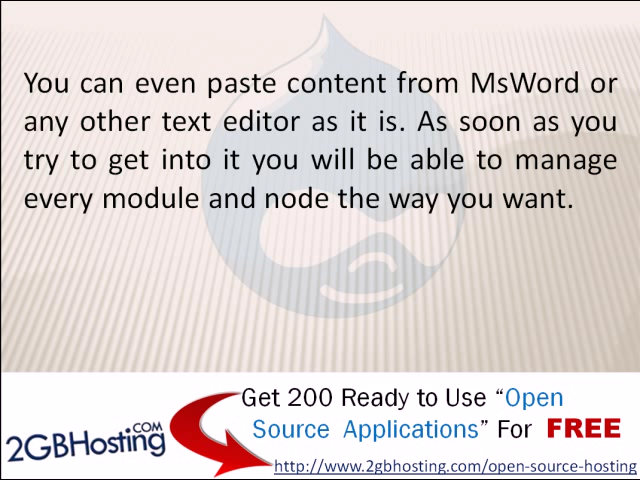 You can even paste content from MsWord or
any other text editor as it is. As soon as you
try to get into it you will be able to manage
every module and node the way you want.
Get 200 Ready to Use “Open
Source Applications” For FREE
2GBHosting.COM
http://www.2gbhosting.com/open-source-hosting